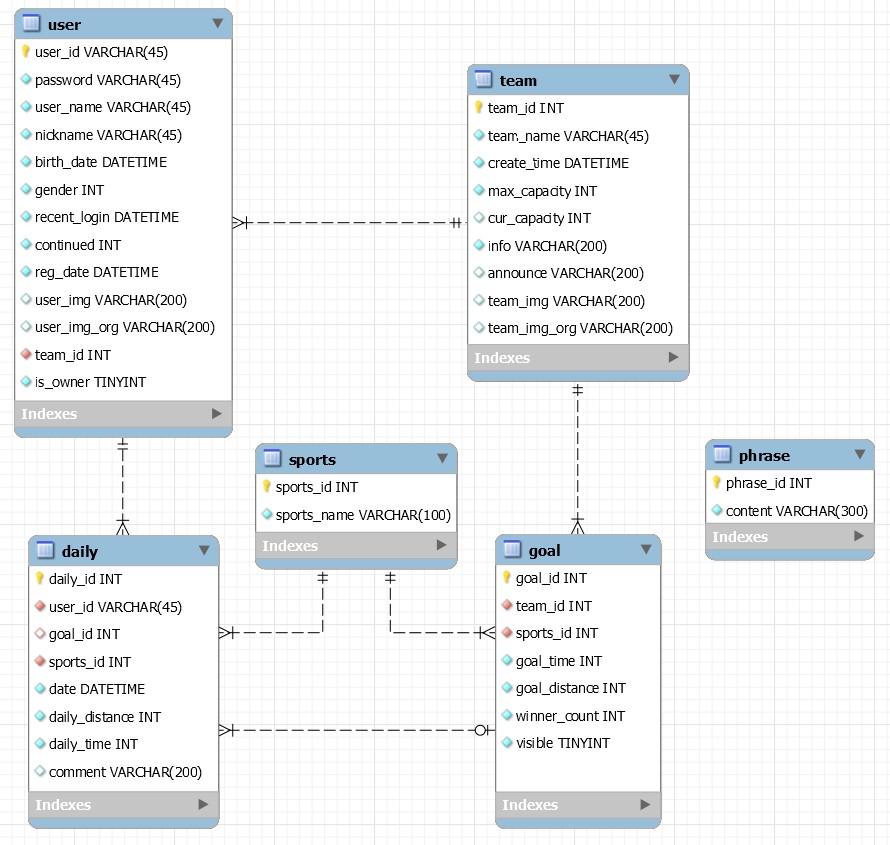 user
user_id VARCHAR(45)
password VARCHAR(45)
user_name VARCHAR(45)
nickname VARCHAR(45)
birth_date DATETIME
gender INT
recent_login DATETIME
continued INT
reg_date DATETIME
user_img VARCHAR(200)
user_img_org VARCHAR(200)
team_id INT
is_owner TINYINT
Indexes
team
team_id INT
team_name VARCHAR(45)
create_time DATETIME
max_capacity INT
cur_capacity INT
info VARCHAR(200)
announce VARCHAR(200)
team_img VARCHAR(200)
team_img_org VARCHAR(200)
Indexes
sports
sports_id INT
sports_name VARCHAR(100)
Indexes
phrase
phrase_id INT
content VARCHAR(300)
Indexes
daily
daily_id INT
user_id VARCHAR(45)
goal_id INT
sports_id INT
date DATETIME
daily_distance INT
daily_time INT
comment VARCHAR(200)
Indexes
goal
goal_id INT
team_id INT
sports_id INT
goal_time INT
goal_distance INT
winner_count INT
visible TINYINT
Indexes